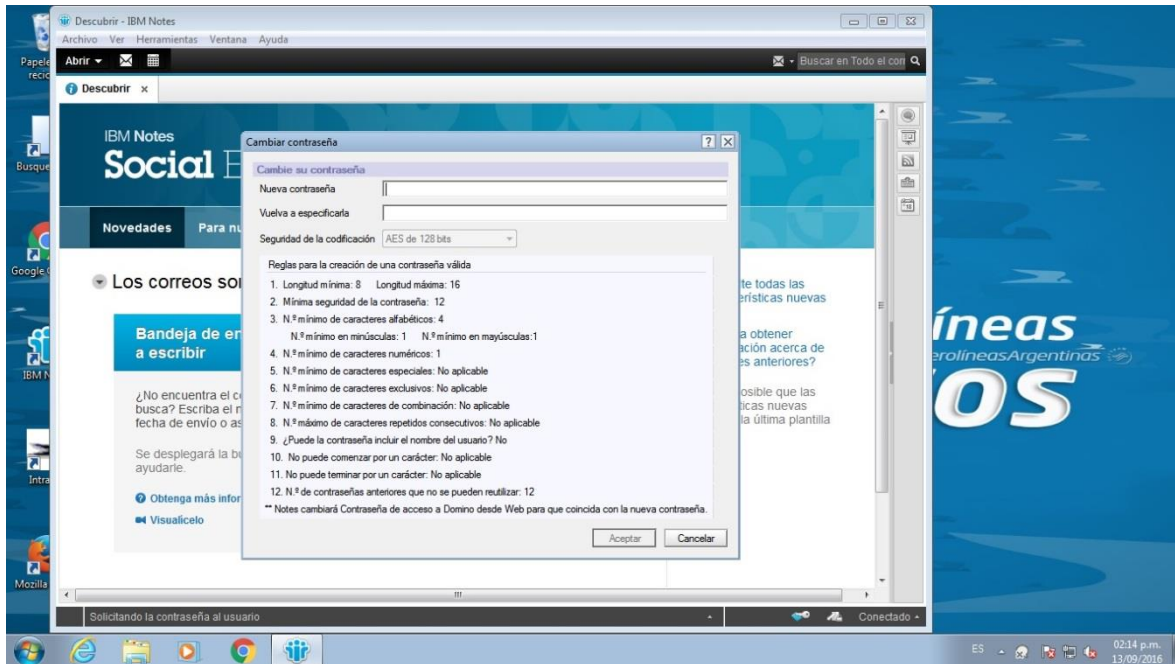 Descubrir - IBM Notes
Archivo Ver Herramientas Ventana Ayuda
Abrir
Buscar en Todo el corr
Descubrir x
IBM Notes
Social
Novedades
Cambiar contraseña
Cambie su contraseña
Nueva contraseña
Vuelva a especificarla
Seguridad de la codificación AES de 128 bits
Reglas para la creación de una contraseña válida
1. Longitud mínima: 8 Longitud máxima: 16
2. Mínima seguridad de la contraseña: 12
3. N.º mínimo de caracteres alfabéticos: 4
N.º mínimo en minúsculas: 1 N.º mínimo en mayúsculas:1
4. N.º mínimo de caracteres numéricos: 1
5. N.º mínimo de caracteres especiales: No aplicable
6. N.º mínimo de caracteres exclusivos: No aplicable
7. N.º mínimo de caracteres de combinación: No aplicable
8. N.º máximo de caracteres repetidos consecutivos: No aplicable
9. ¿Puede la contraseña incluir el nombre del usuario? No
10. No puede comenzar por un carácter: No aplicable
11. No puede terminar por un carácter: No aplicable
12. N.º de contraseñas anteriores que no se pueden reutilizar: 12
** Notes cambiará Contraseña de acceso a Domino desde Web para que coincida con la nueva contraseña.
Aceptar Cancelar
Para nu
Los correos so
Bandeja de en
a escribir
¿No encuentra el c
busca? Escriba el n
fecha de envío o as
Se desplegará la bu
ayudarle.
Obtenga más infor
Visualícelo
te todas las
erísticas nuevas
a obtener
ación acerca de
es anteriores?
osible que las
ticas nuevas
la última plantilla
Solicitando la contraseña al usuario
Conectado
Papele
recic
Busque
Google
IBM N
Intra
Mozilla
íneas
erolíneasArgentinas
os
ES
02:14 p.m.
13/09/2016